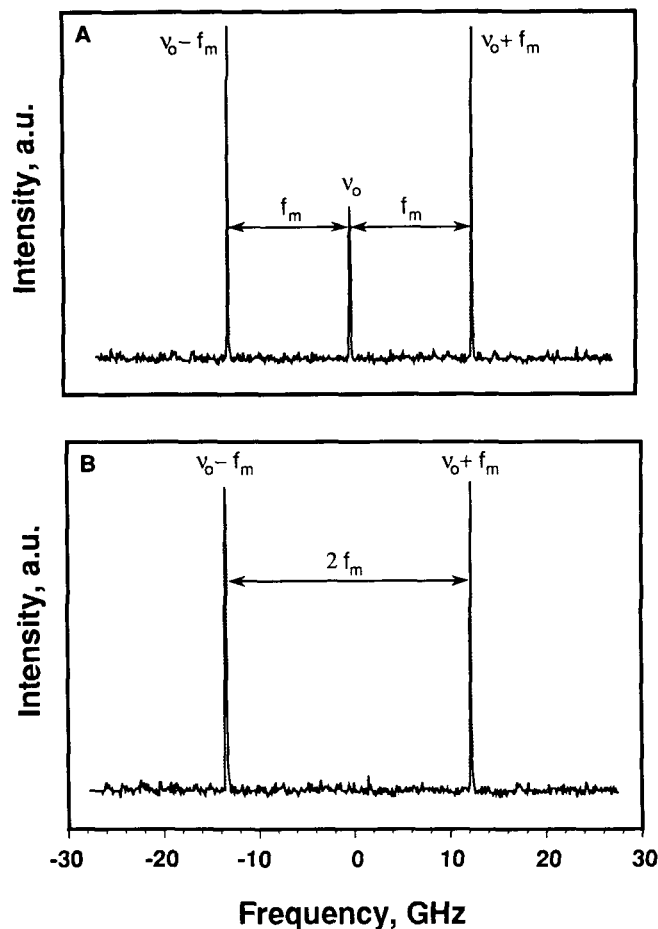 A
νo– fm
νo+ fm
νo
fm
fm
Intensity, a.u.
B
νo– fm
νo+ fm
2 fm
Intensity, a.u.
-30 -20 -10 0 10 20 30
Frequency, GHz